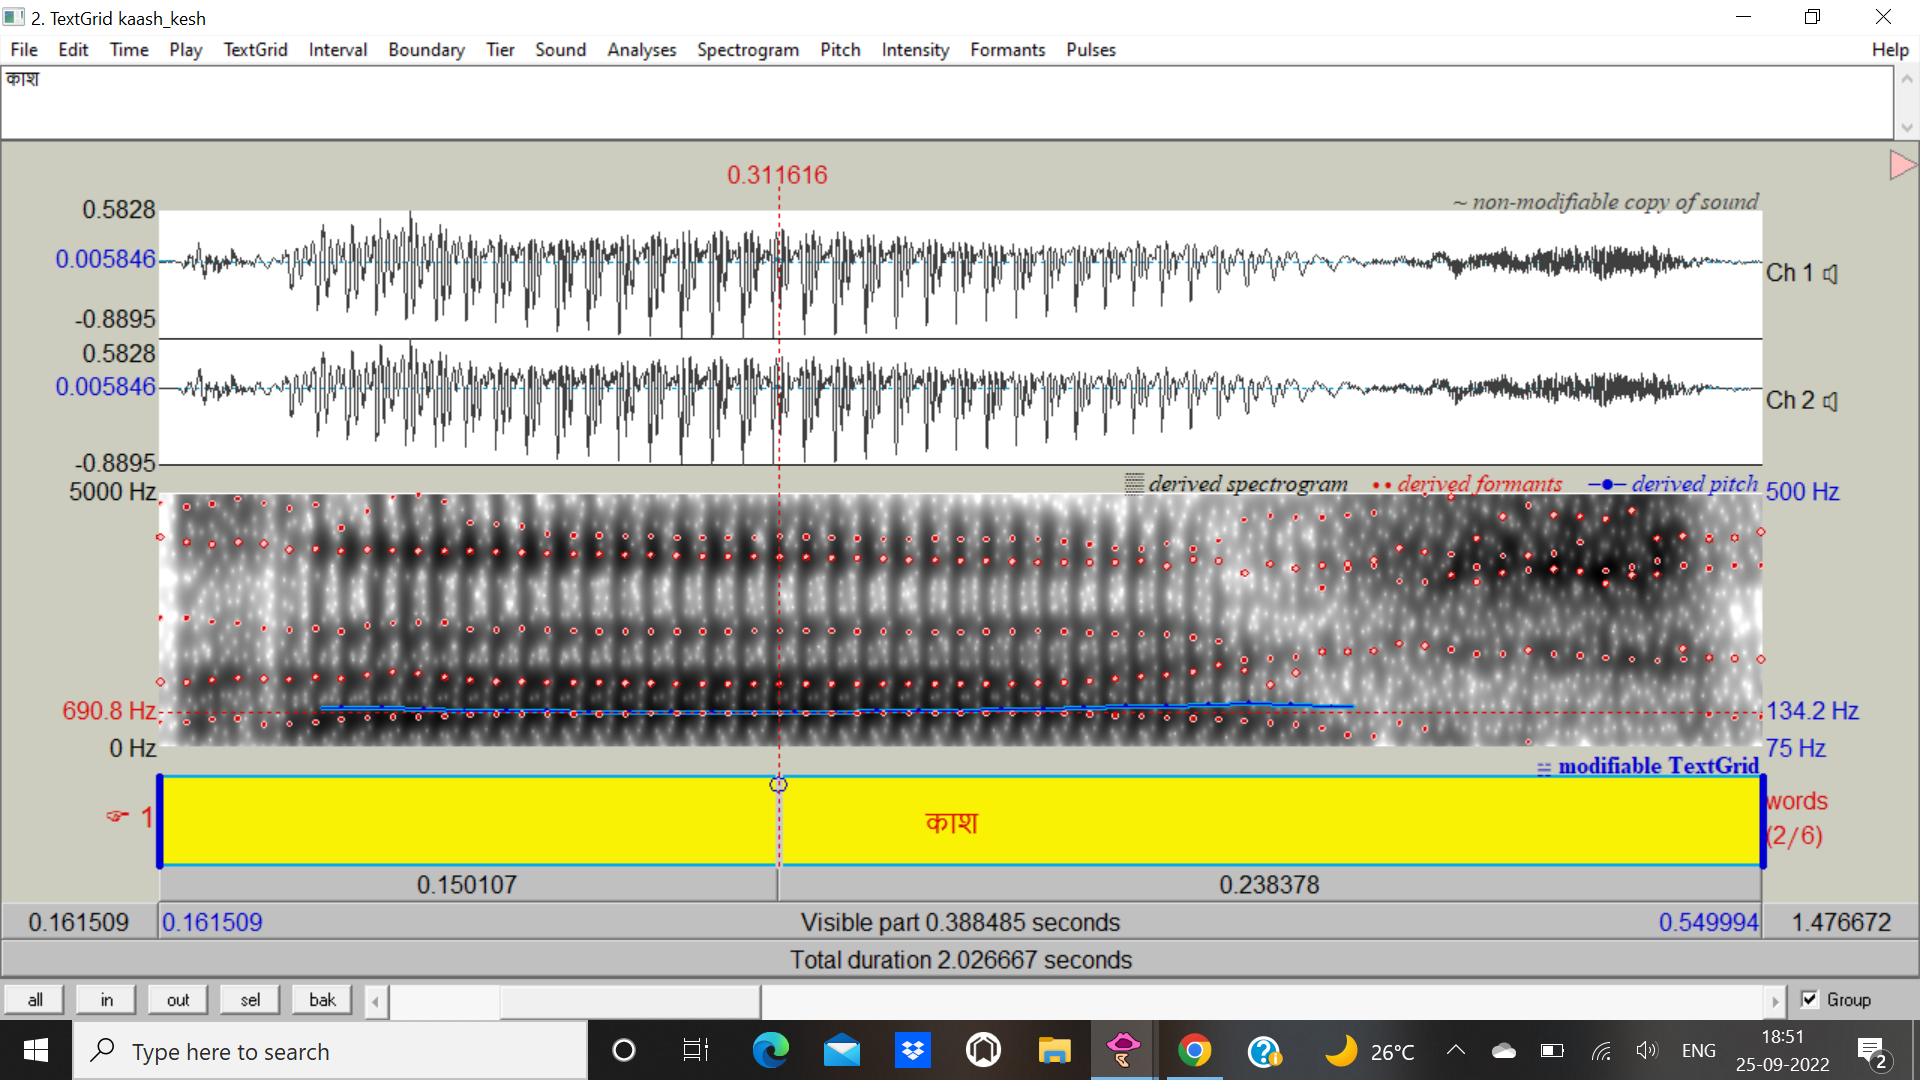 2. TextGrid kaash_kesh
File Edit Time Play TextGrid Interval Boundary Tier Sound Analyses Spectrogram Pitch Intensity Formants Pulses Help
काश
0.311616
~ non-modifiable copy of sound
0.5828
0.005846
Ch 1
-0.8895
0.5828
0.005846
Ch 2
-0.8895
derived spectrogram derived formants derived pitch
5000 Hz 500 Hz
690.8 Hz 134.2 Hz
0 Hz 75 Hz
modifiable TextGrid
1 काश words
(2/6)
0.150107 0.238378
0.161509 0.161509 Visible part 0.388485 seconds 0.549994 1.476672
Total duration 2.026667 seconds
all in out sel bak Group
Type here to search 26°C ENG 18:51
25-09-2022 2